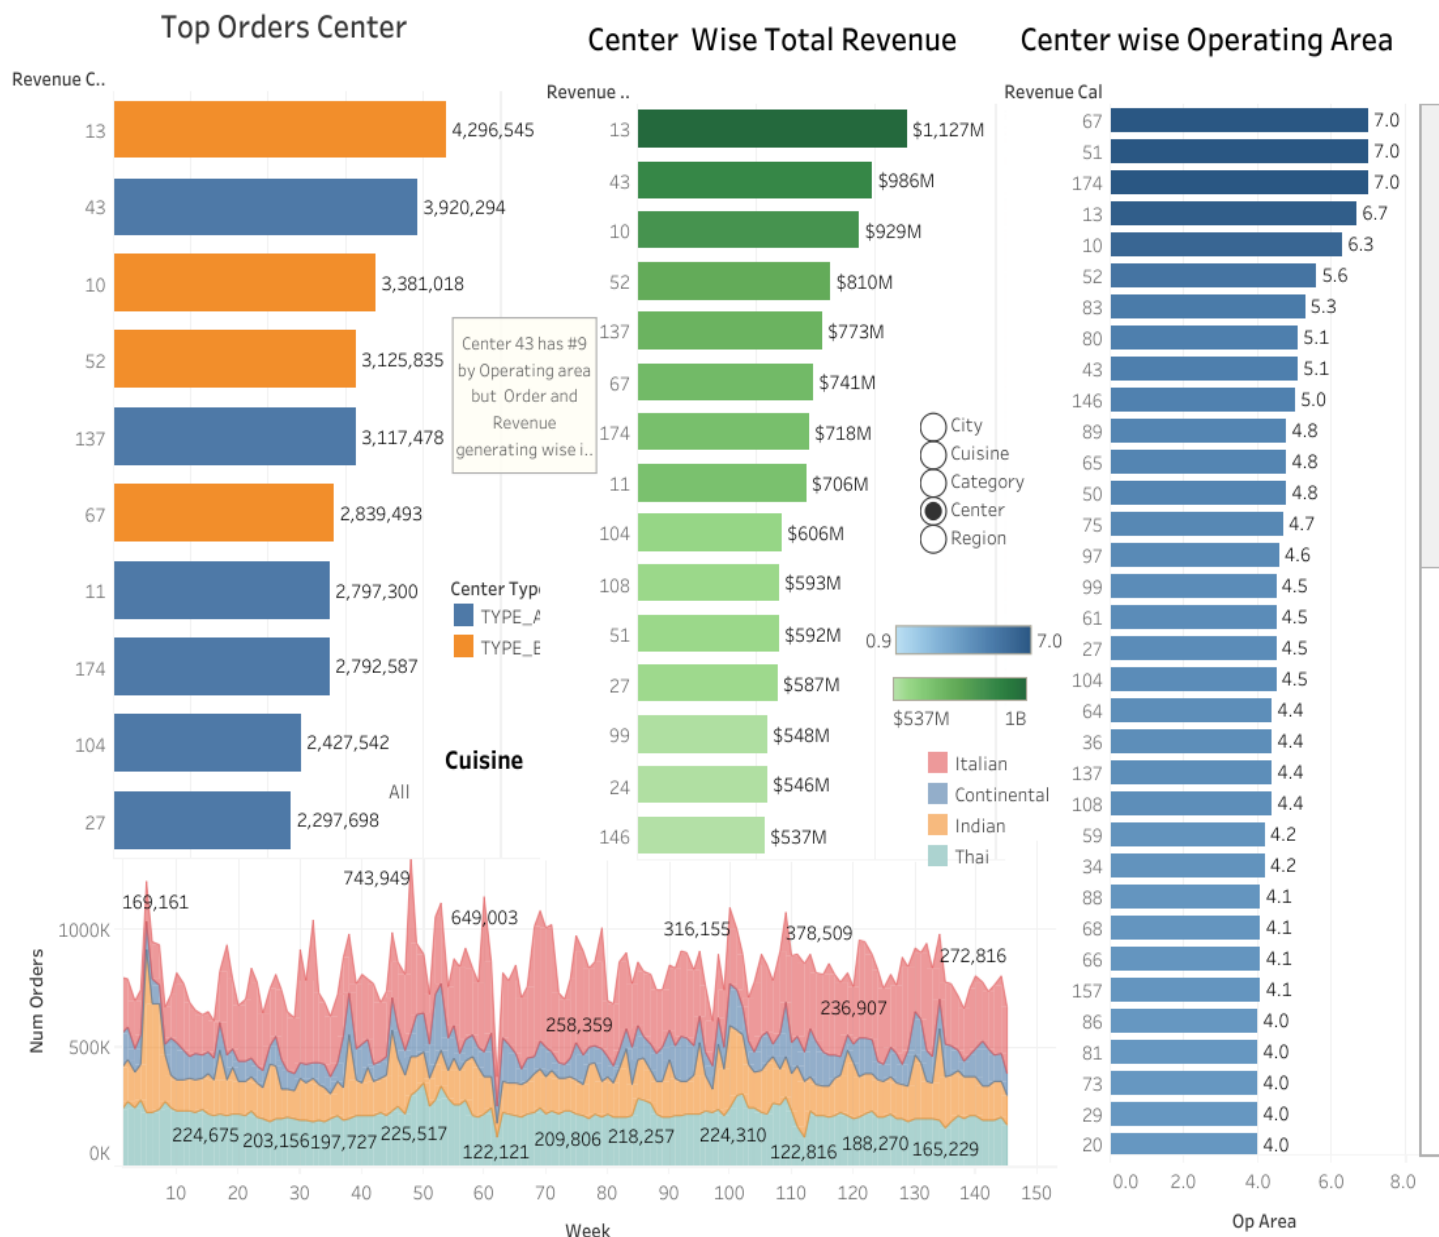 Top Orders Center
Revenue C..
13
4,296,545
43
3,920,294
10
3,381,018
52
3,125,835
137
3,117,478
67
2,839,493
11
2,797,300
174
2,792,587
104
2,427,542
27
2,297,698
Center 43 has #9
by Operating area
but Order and
Revenue
generating wise i..
Center Type
TYPE_A
TYPE_B
Cuisine
All
Center Wise Total Revenue
Revenue ..
13
$1,127M
43
$986M
10
$929M
52
$810M
137
$773M
67
$741M
174
$718M
11
$706M
104
$606M
108
$593M
51
$592M
27
$587M
99
$548M
24
$546M
146
$537M
City
Cuisine
Category
Center
Region
0.9
7.0
$537M
1B
Italian
Continental
Indian
Thai
Center wise Operating Area
Revenue Cal
67
7.0
51
7.0
174
7.0
13
6.7
10
6.3
52
5.6
83
5.3
80
5.1
43
5.1
146
5.0
89
4.8
65
4.8
50
4.8
75
4.7
97
4.6
99
4.5
61
4.5
27
4.5
104
4.5
64
4.4
36
4.4
137
4.4
108
4.4
59
4.2
34
4.2
88
4.1
68
4.1
66
4.1
157
4.1
86
4.0
81
4.0
73
4.0
29
4.0
20
4.0
0.0 2.0 4.0 6.0 8.0
Op Area
Num Orders
1000K
500K
0K
169,161
743,949
649,003
316,155
378,509
272,816
258,359
236,907
224,675
203,156
197,727
225,517
122,121
209,806
218,257
224,310
122,816
188,270
165,229
10 20 30 40 50 60 70 80 90 100 110 120 130 140 150
Week